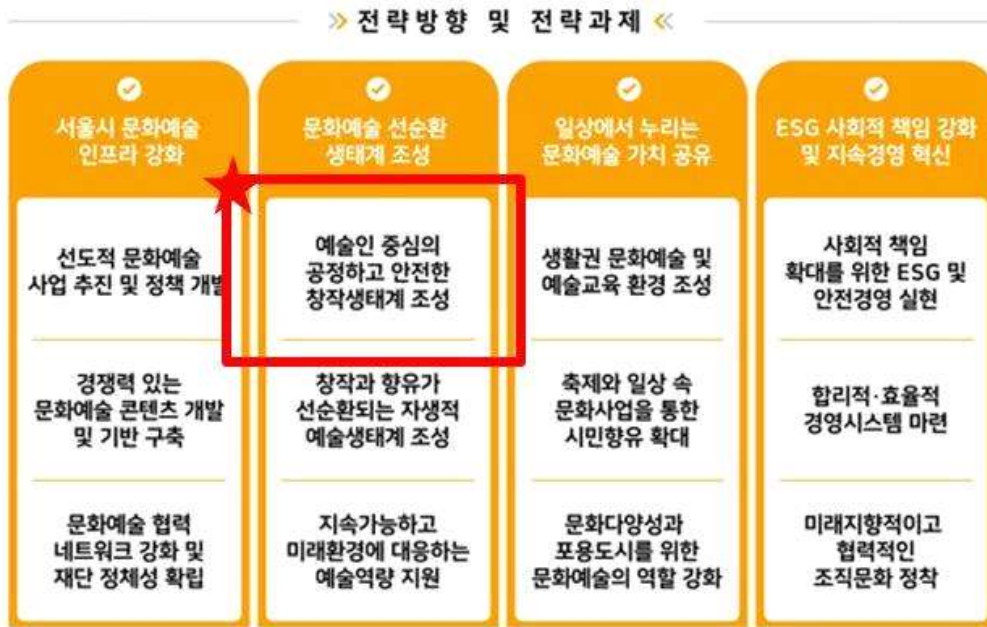 전략방향 및 전략과제
서울시 문화예술
인프라 강화
선도적 문화예술
사업 추진 및 정책 개발
경쟁력 있는
문화예술 콘텐츠 개발
및 기반 구축
문화예술 협력
네트워크 강화 및
재단 정체성 확립
문화예술 선순환
생태계 조성
예술인 중심의
공정하고 안전한
창작생태계 조성
창작과 향유가
선순환되는 자생적
예술생태계 조성
지속가능하고
미래환경에 대응하는
예술역량 지원
일상에서 누리는
문화예술 가치 공유
생활권 문화예술 및
예술교육 환경 조성
축제와 일상 속
문화사업을 통한
시민향유 확대
문화다양성과
포용도시를 위한
문화예술의 역할 강화
ESG 사회적 책임 강화
및 지속경영 혁신
사회적 책임
확대를 위한 ESG 및
안전경영 실현
합리적·효율적
경영시스템 마련
미래지향적이고
협력적인
조직문화 정착